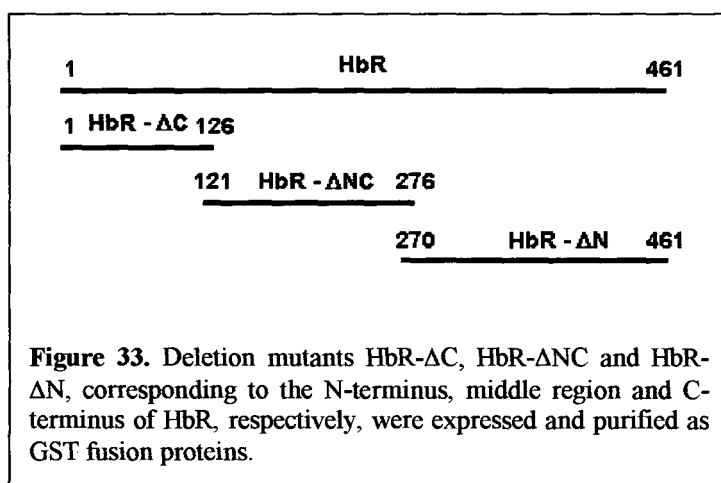 1 HbR 461
1 HbR - ΔC 126
121 HbR - ΔNC 276
270 HbR - ΔN 461
Figure 33. Deletion mutants HbR-ΔC, HbR-ΔNC and HbR-
ΔN, corresponding to the N-terminus, middle region and C-
terminus of HbR, respectively, were expressed and purified as
GST fusion proteins.